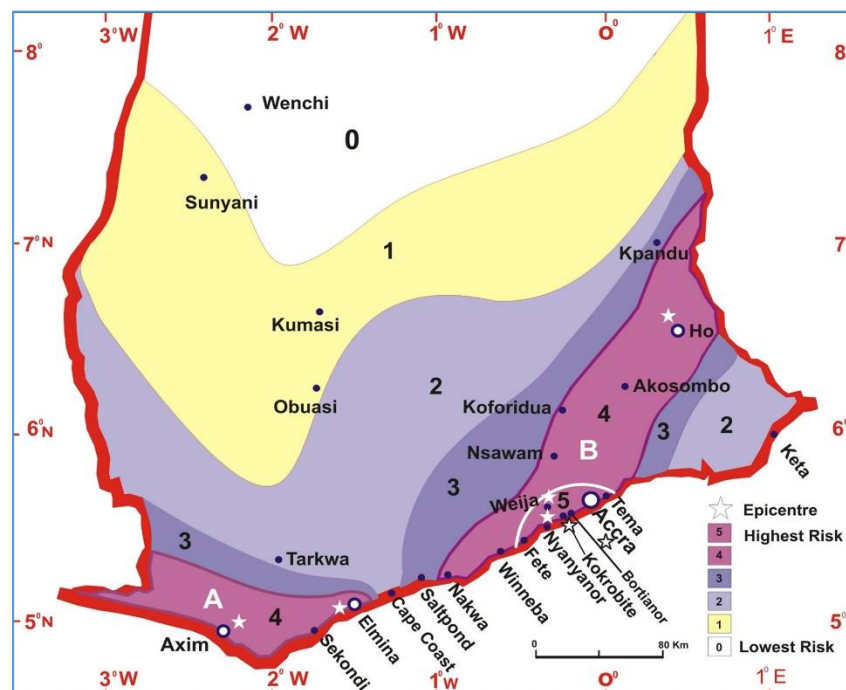 3°W 2°W 1°W O° 1°E
8° 8°
Wenchi
0
Sunyani
7°N 7°N
1
Kpandu
Kumasi
Ho
Obuasi
2
Akosombo
Koforidua
4
6° 6°
3
2
Nsawam
B
Keta
3
Weija
5
Tema
Accra
Bortianor
Kokrobite
Nyanyanor
Fete
Winneba
Nakwa
Saltpond
Cape Coast
Elmina
Sekondi
3
Tarkwa
A
4
5°N 5°N
Axim
Epicentre
5 Highest Risk
4
3
2
1
0 Lowest Risk
0 80 Km
3°W 2°W 1W O° 1°E